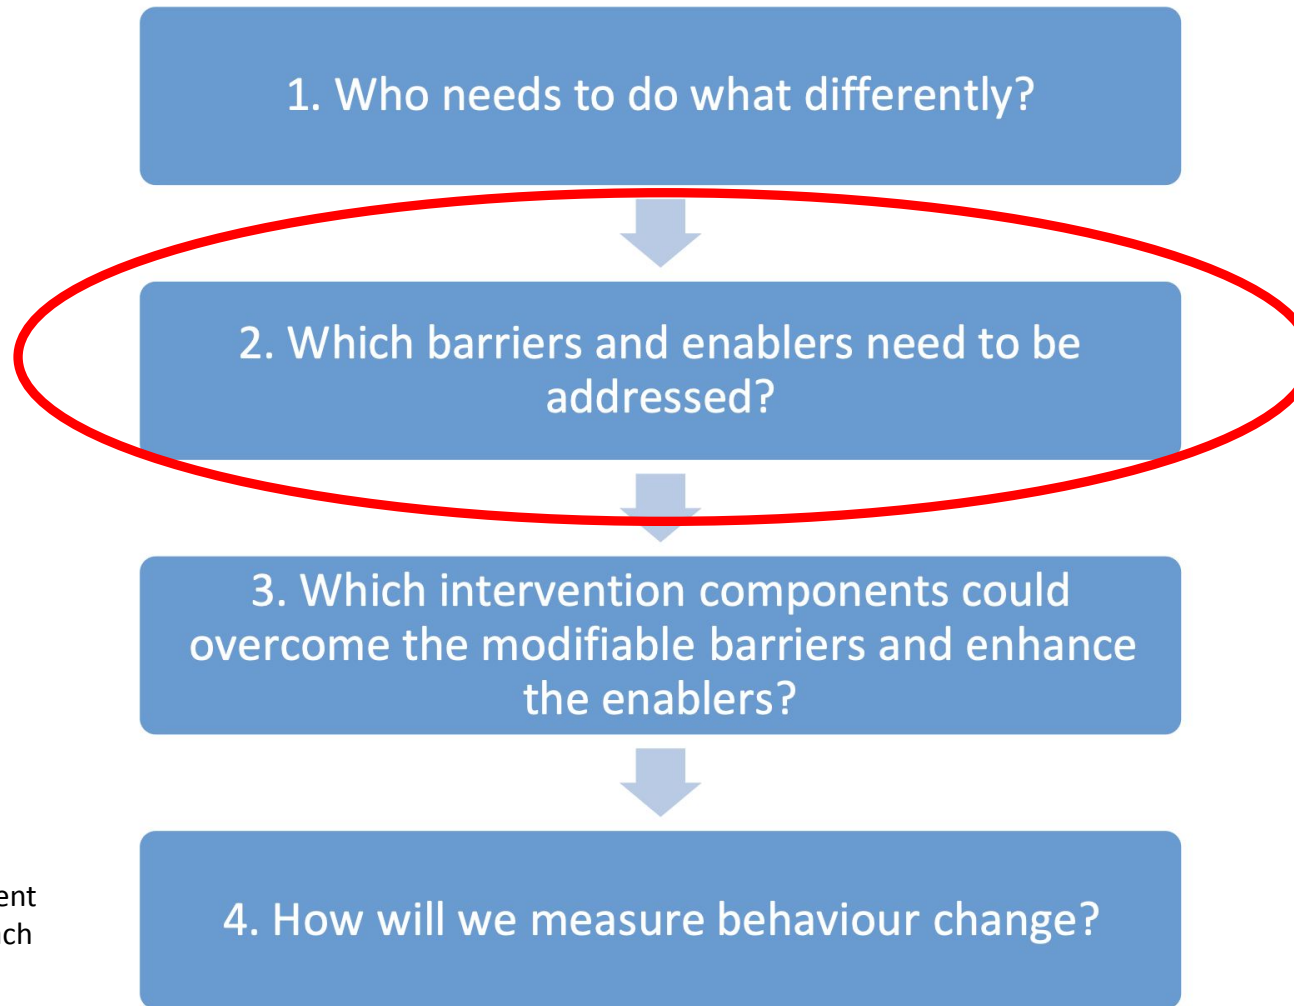 1. Who needs to do what differently?
2. Which barriers and enablers need to be
addressed?
3. Which intervention components could
overcome the modifiable barriers and enhance
the enablers?
4. How will we measure behaviour change?